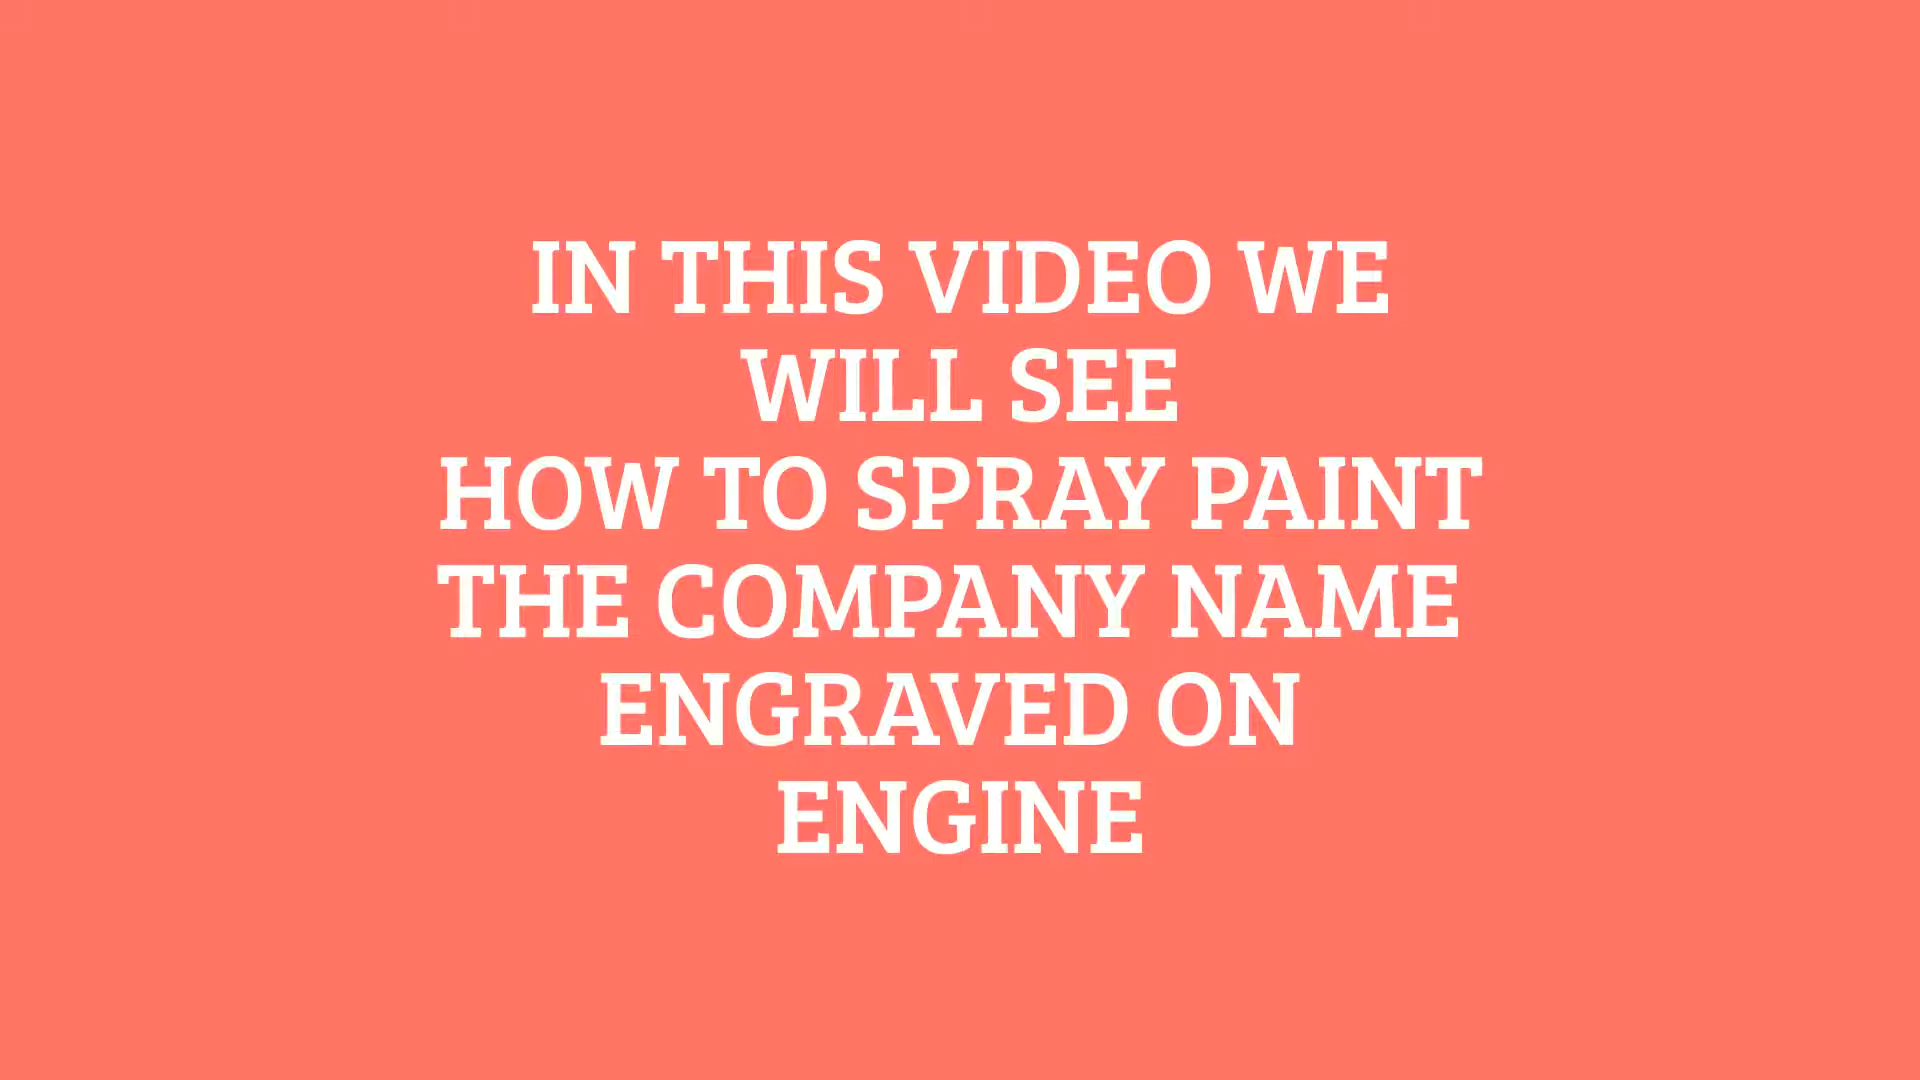 IN THIS VIDEO WE
WILL SEE
HOW TO SPRAY PAINT
THE COMPANY NAME
ENGRAVED ON
ENGINE